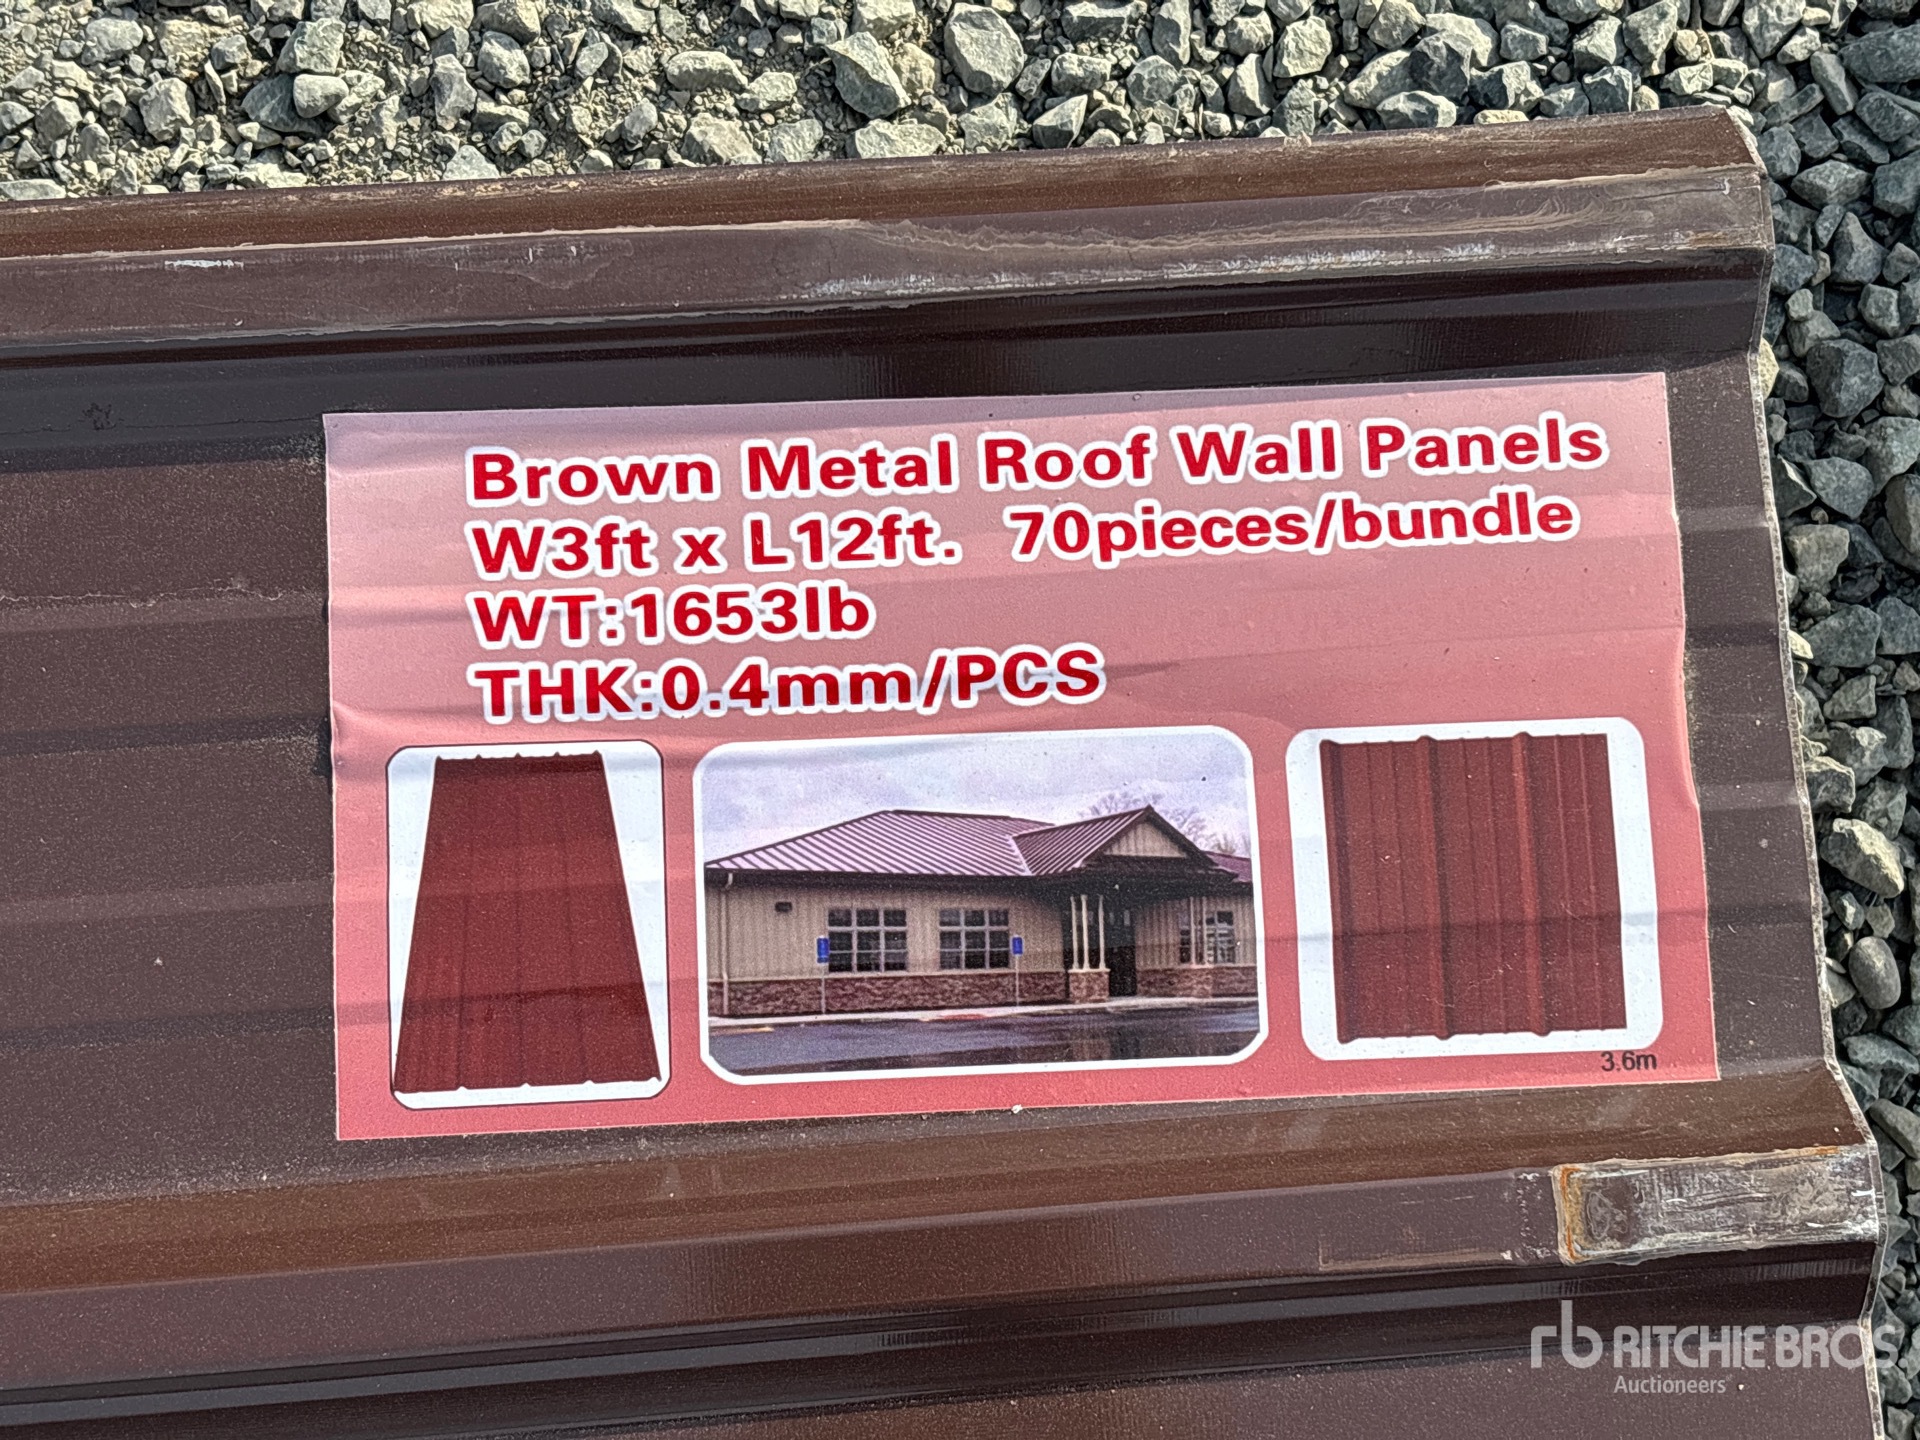 Brown Metal Roof Wall Panels
W3ft x L12ft. 70pieces/bundle
WT:1653lb
THK:0.4mm/PCS
3.6m
rb RITCHIE BROS
Auctioneers